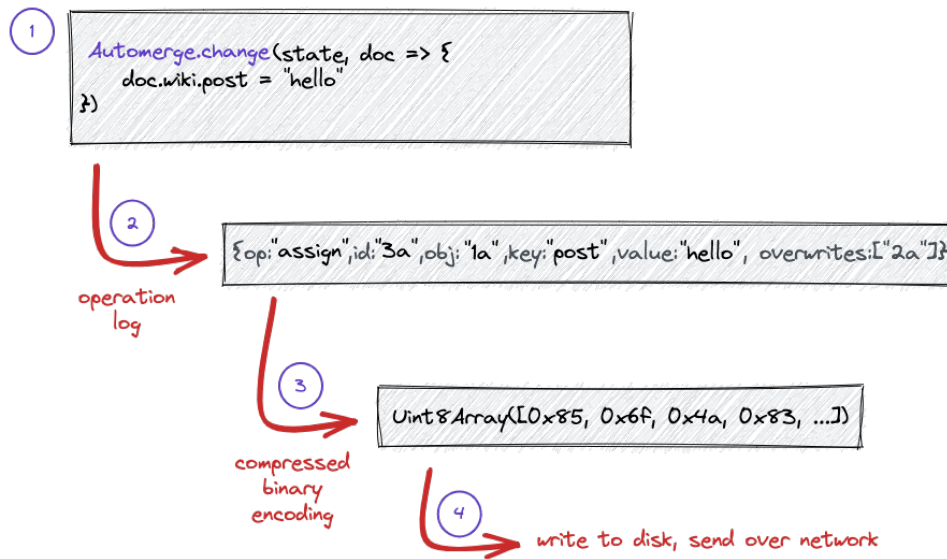 1
Automerge.change(state, doc => {
doc.wiki.post = "hello"
})
2
{op:"assign",id:"3a",obj:"1a",key:"post",value:"hello", overwrites:["2a"]}
operation
log
3
Uint8Array([0x85, 0x6f, 0x4a, 0x83, ...])
compressed
binary
encoding
4
write to disk, send over network